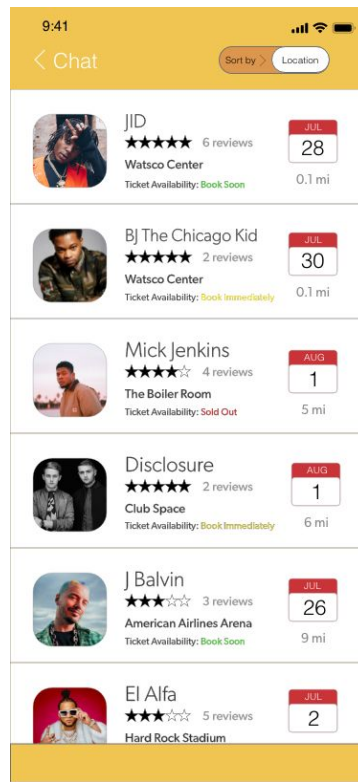 9:41
Chat
Sort by
Location
JID
6 reviews
Watsco Center
Ticket Availability: Book Soon
JUL
28
0.1 mi
BJ The Chicago Kid
2 reviews
Watsco Center
Ticket Availability: Book Immediately
JUL
30
0.1 mi
Mick Jenkins
4 reviews
The Boiler Room
Ticket Availability: Sold Out
AUG
1
5 mi
Disclosure
2 reviews
Club Space
Ticket Availability: Book Immediately
AUG
1
6 mi
J Balvin
3 reviews
American Airlines Arena
Ticket Availability: Book Soon
JUL
26
9 mi
El Alfa
5 reviews
Hard Rock Stadium
JUL
2